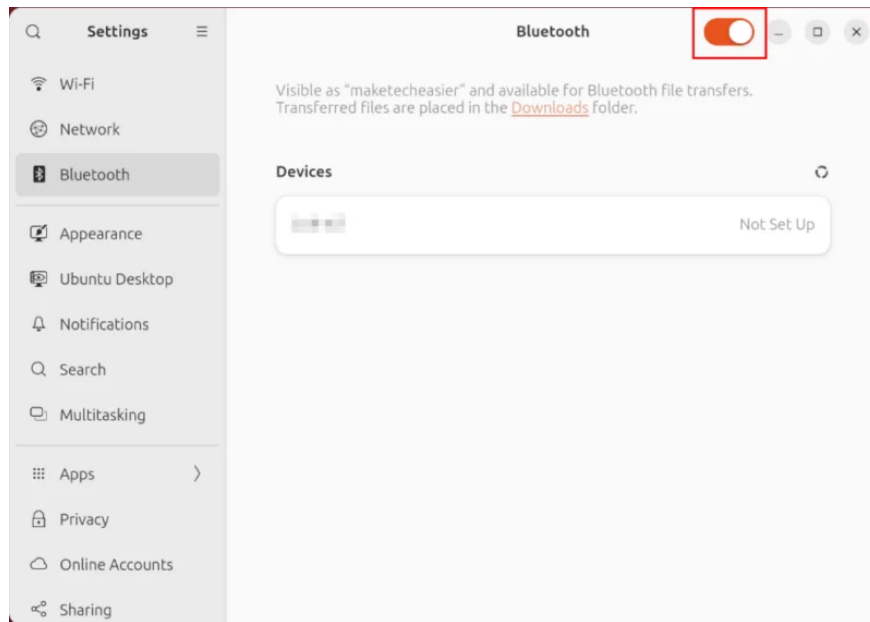 Settings
Bluetooth
Wi-Fi
Network
Bluetooth
Appearance
Ubuntu Desktop
Notifications
Search
Multitasking
Apps
Privacy
Online Accounts
Sharing
Visible as "maketecheasier" and available for Bluetooth file transfers.
Transferred files are placed in the Downloads folder.
Devices
Not Set Up